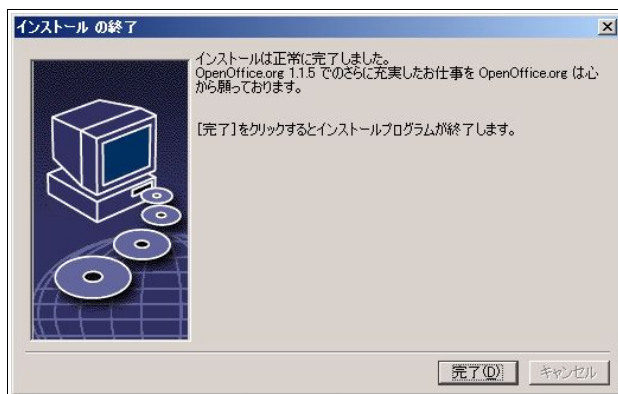 インストール の終了
インストールは正常に完了しました。
OpenOffice.org 1.1.5 でのさらに充実したお仕事を OpenOffice.org は心
から願っております。
[完了]をクリックするとインストールプログラムが終了します。
完了(D)
キャンセル